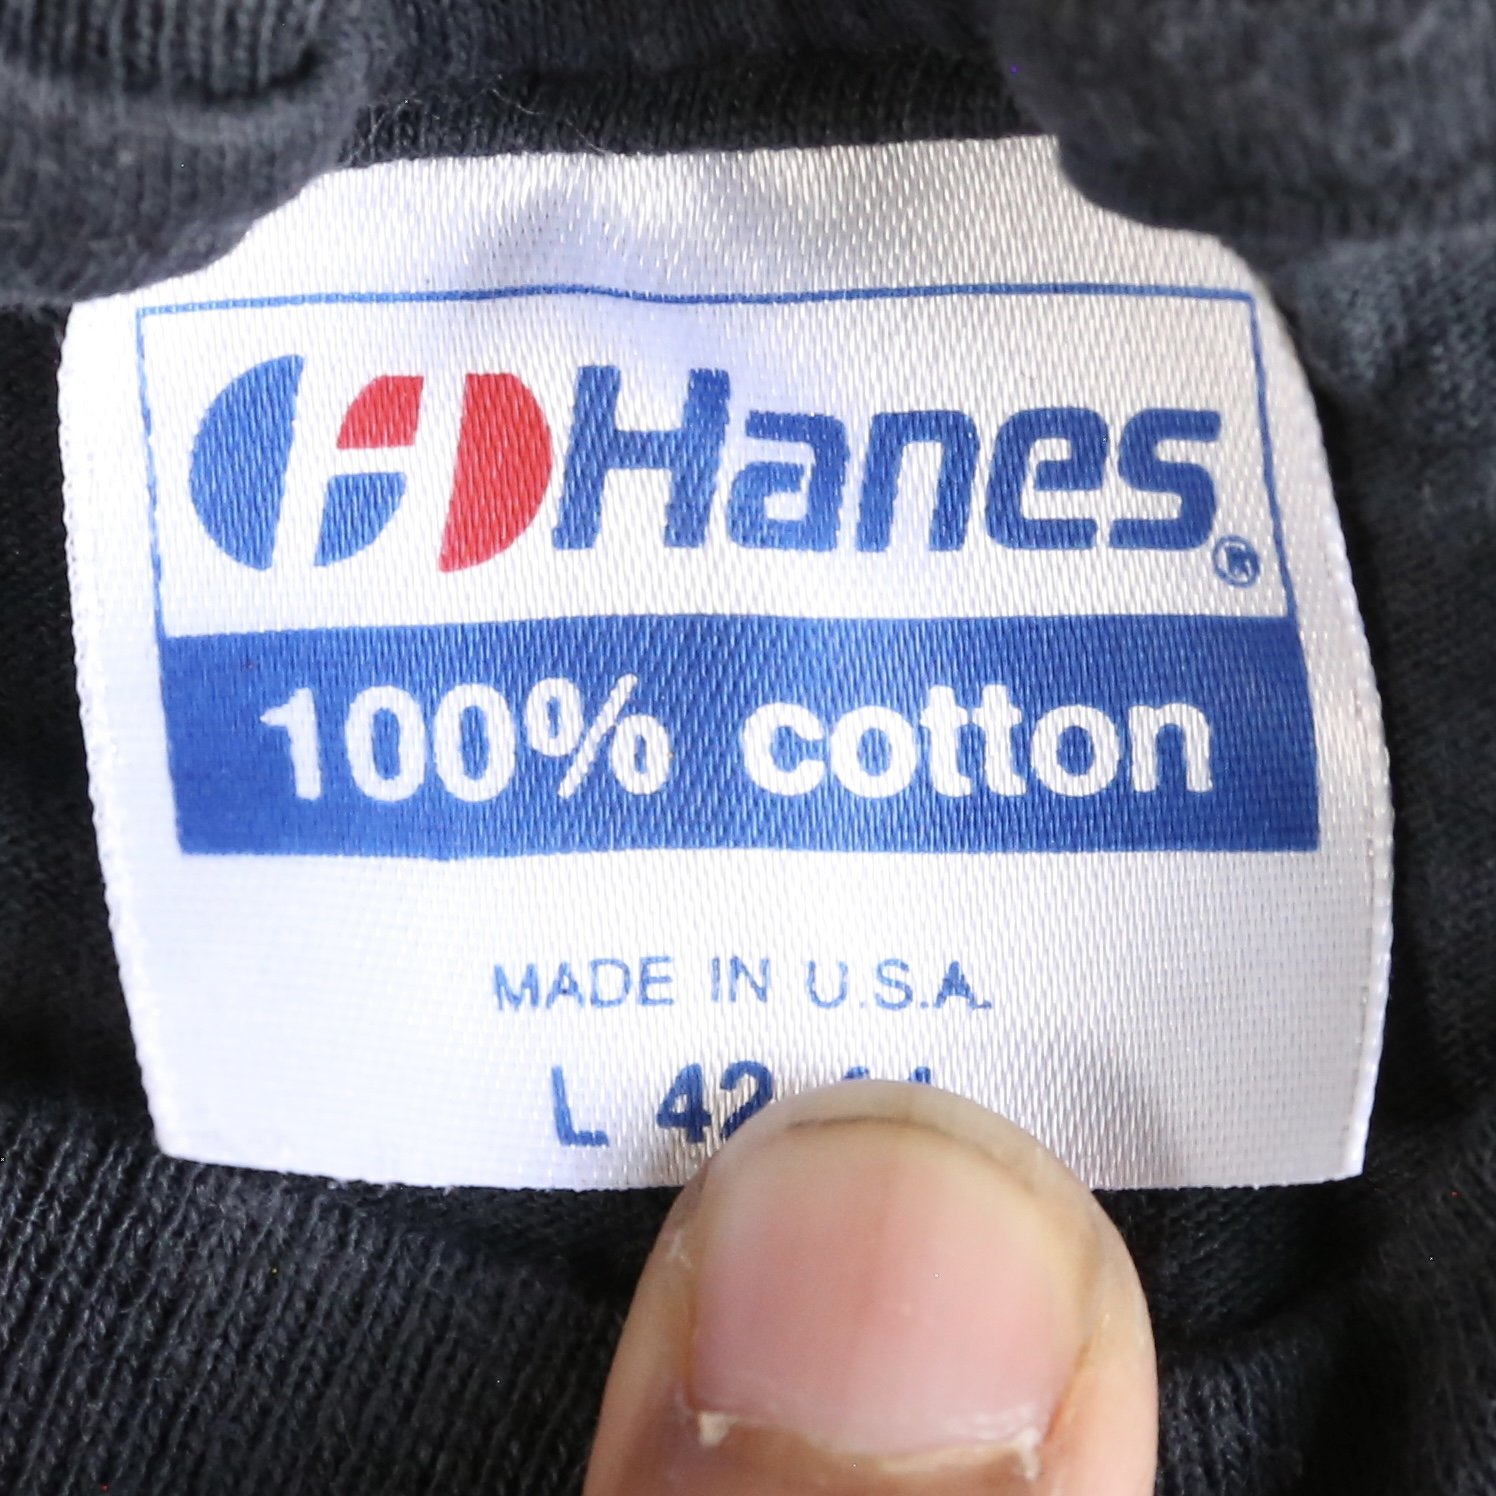 Hanes®
100% cotton
MADE IN U.S.A.
L 42